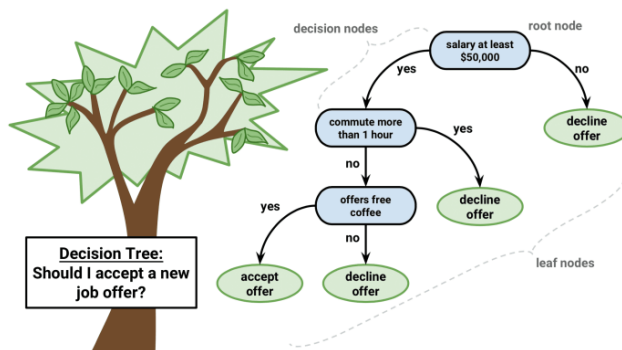 decision nodes
root node
salary at least
$50,000
yes
no
commute more
than 1 hour
decline
offer
yes
no
offers free
coffee
decline
offer
yes
no
Decision Tree:
Should I accept a new
job offer?
accept
offer
decline
offer
leaf nodes